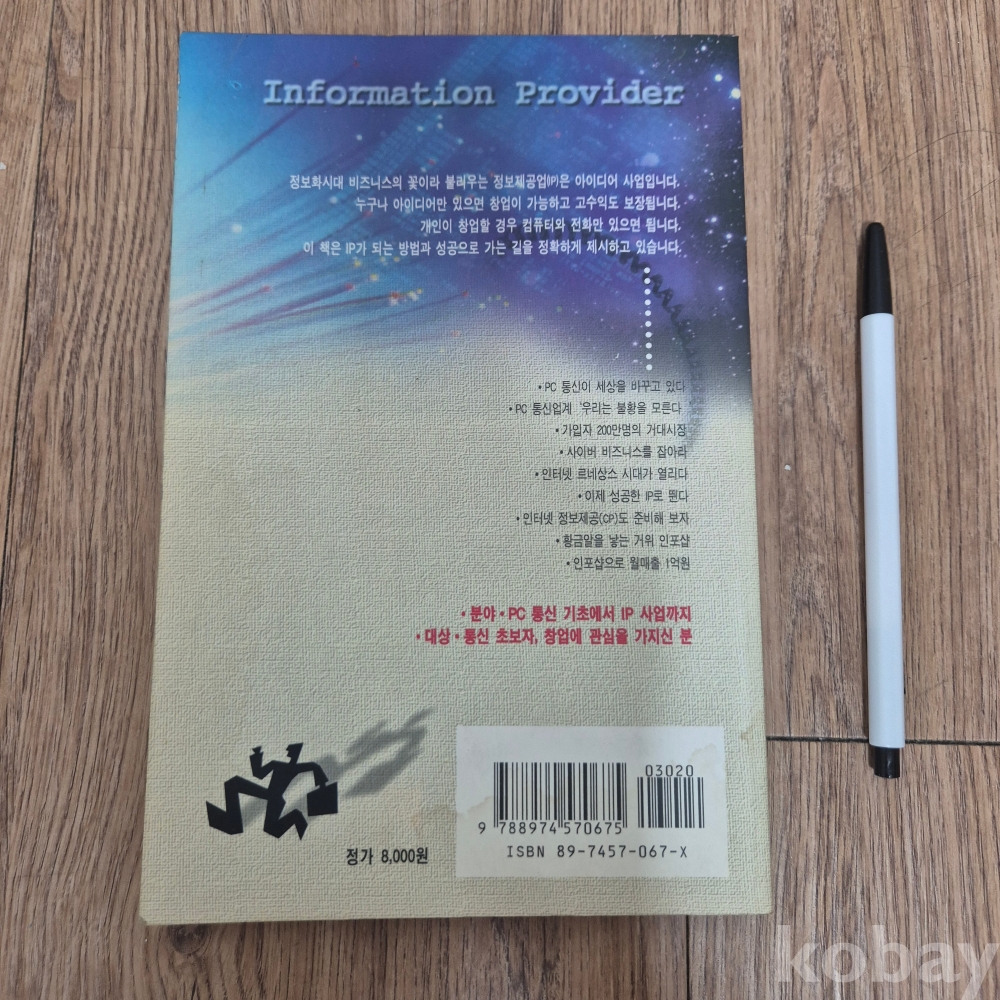 Information Provider
정보화시대 비즈니스의 꽃이라 불리우는 정보제공업(IP)은 아이디어 사업입니다.
누구나 아이디어만 있으면 창업이 가능하고 고수익도 보장됩니다.
개인이 창업할 경우 컴퓨터와 전화만 있으면 됩니다.
이 책은 IP가 되는 방법과 성공으로 가는 길을 정확하게 제시하고 있습니다.
• PC 통신이 세상을 바꾸고 있다
• PC 통신업계 '우리는 불황을 모른다'
• 가입자 200만명의 거대시장
• 사이버 비즈니스를 잡아라
• 인터넷 르네상스 시대가 열리다
• 이제 성공한 IP로 뛴다
• 인터넷 정보제공(CP)도 준비해 보자
• 황금알을 낳는 거위 인포샵
• 인포샵으로 월매출 1억원
• 분야 • PC 통신 기초에서 IP 사업까지
• 대상 • 통신 초보자, 창업에 관심을 가지신 분
정가 8,000원
03020
9 788974 570675
ISBN 89-7457-067-X
kobay